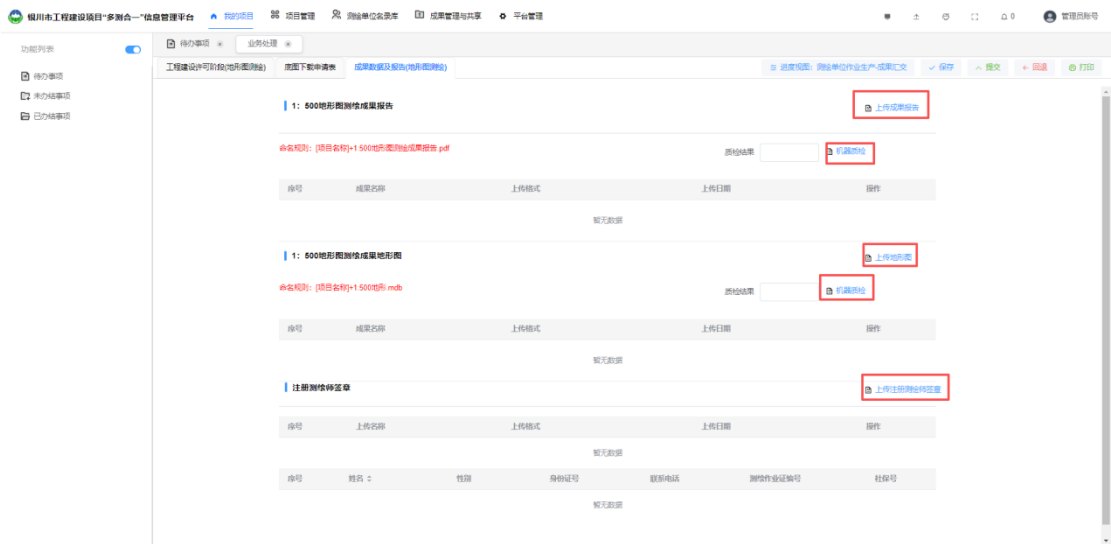 银川市工程建设项目“多测合一”信息管理平台 我的项目 项目管理 测绘单位名录库 成果管理与共享 平台管理 0 管理员账号
功能列表
待办事项
未办结事项
已办结事项
待办事项 业务处理
工程建设许可阶段(地形图测绘) 底图下载申请表 成果数据及报告(地形图测绘) 进度视图：测绘单位作业生产-成果汇交 保存 提交 回退 打印
1：500地形图测绘成果报告 上传成果报告
命名规则：[项目名称]+1:500地形图测绘成果报告.pdf 质检结果 机器质检
序号 成果名称 上传格式 上传日期 操作
暂无数据
1：500地形图测绘成果地形图 上传地形图
命名规则：[项目名称]+1:500地形.mdb 质检结果 机器质检
序号 成果名称 上传格式 上传日期 操作
暂无数据
注册测绘师签章 上传注册测绘师签章
序号 上传名称 上传格式 上传日期 操作
暂无数据
序号 姓名 性别 身份证号 联系电话 测绘作业证编号 社保号
暂无数据